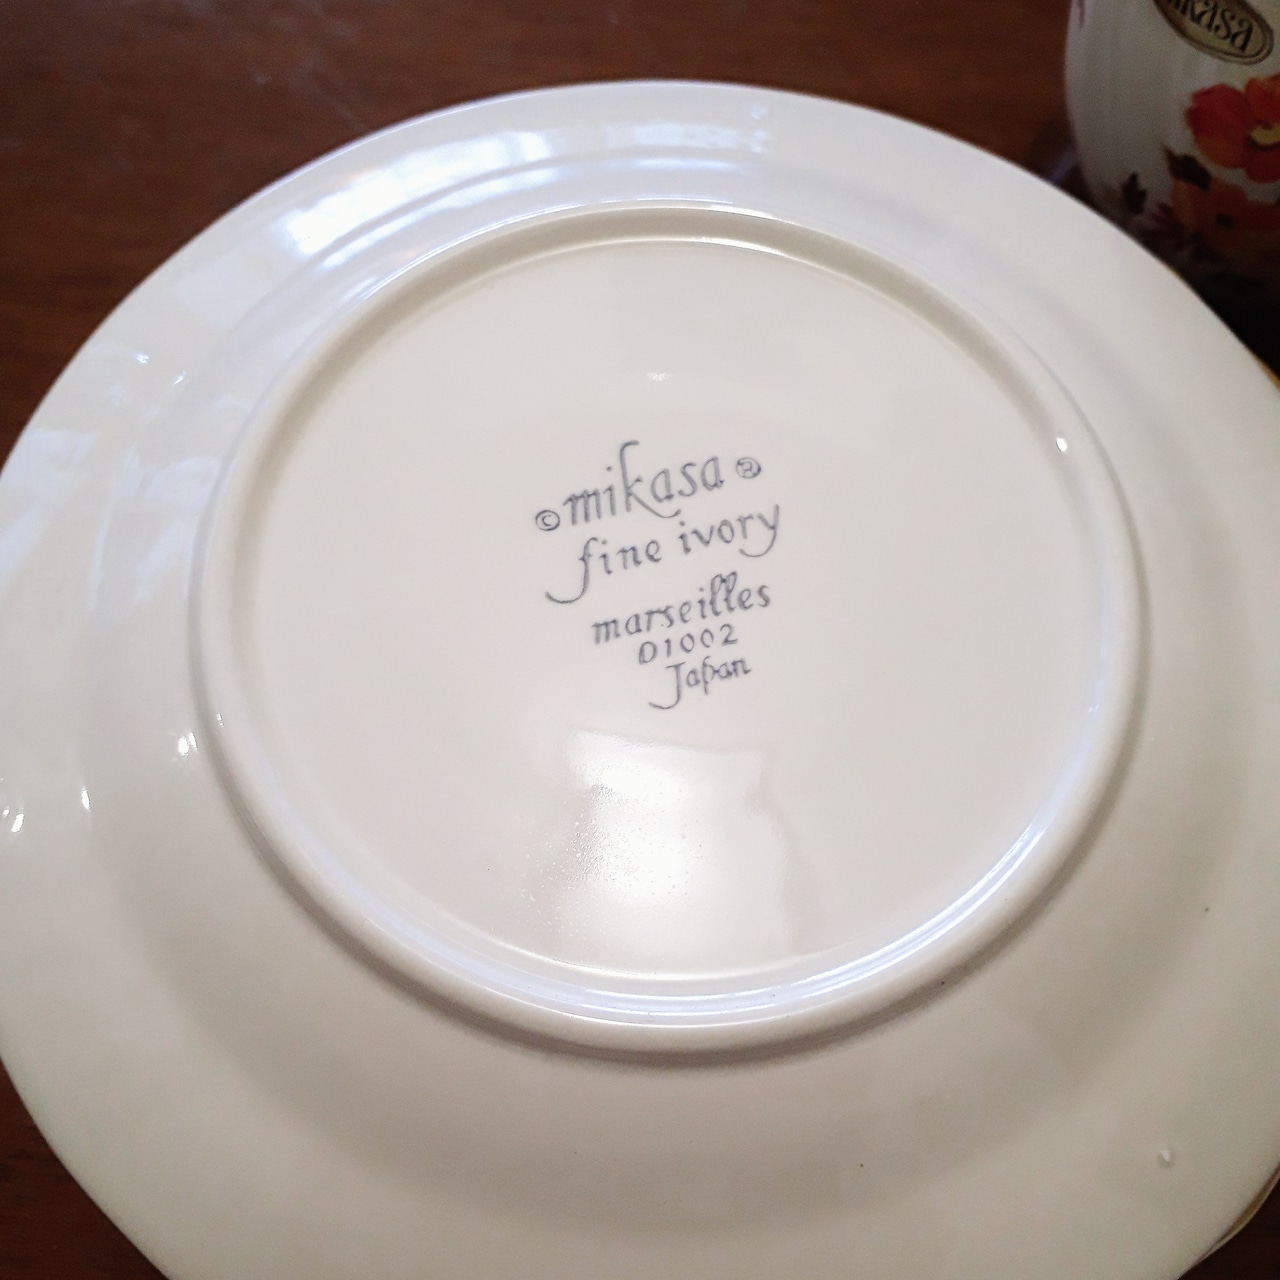 © mikasa ®
fine ivory
marseilles
D1002
Japan